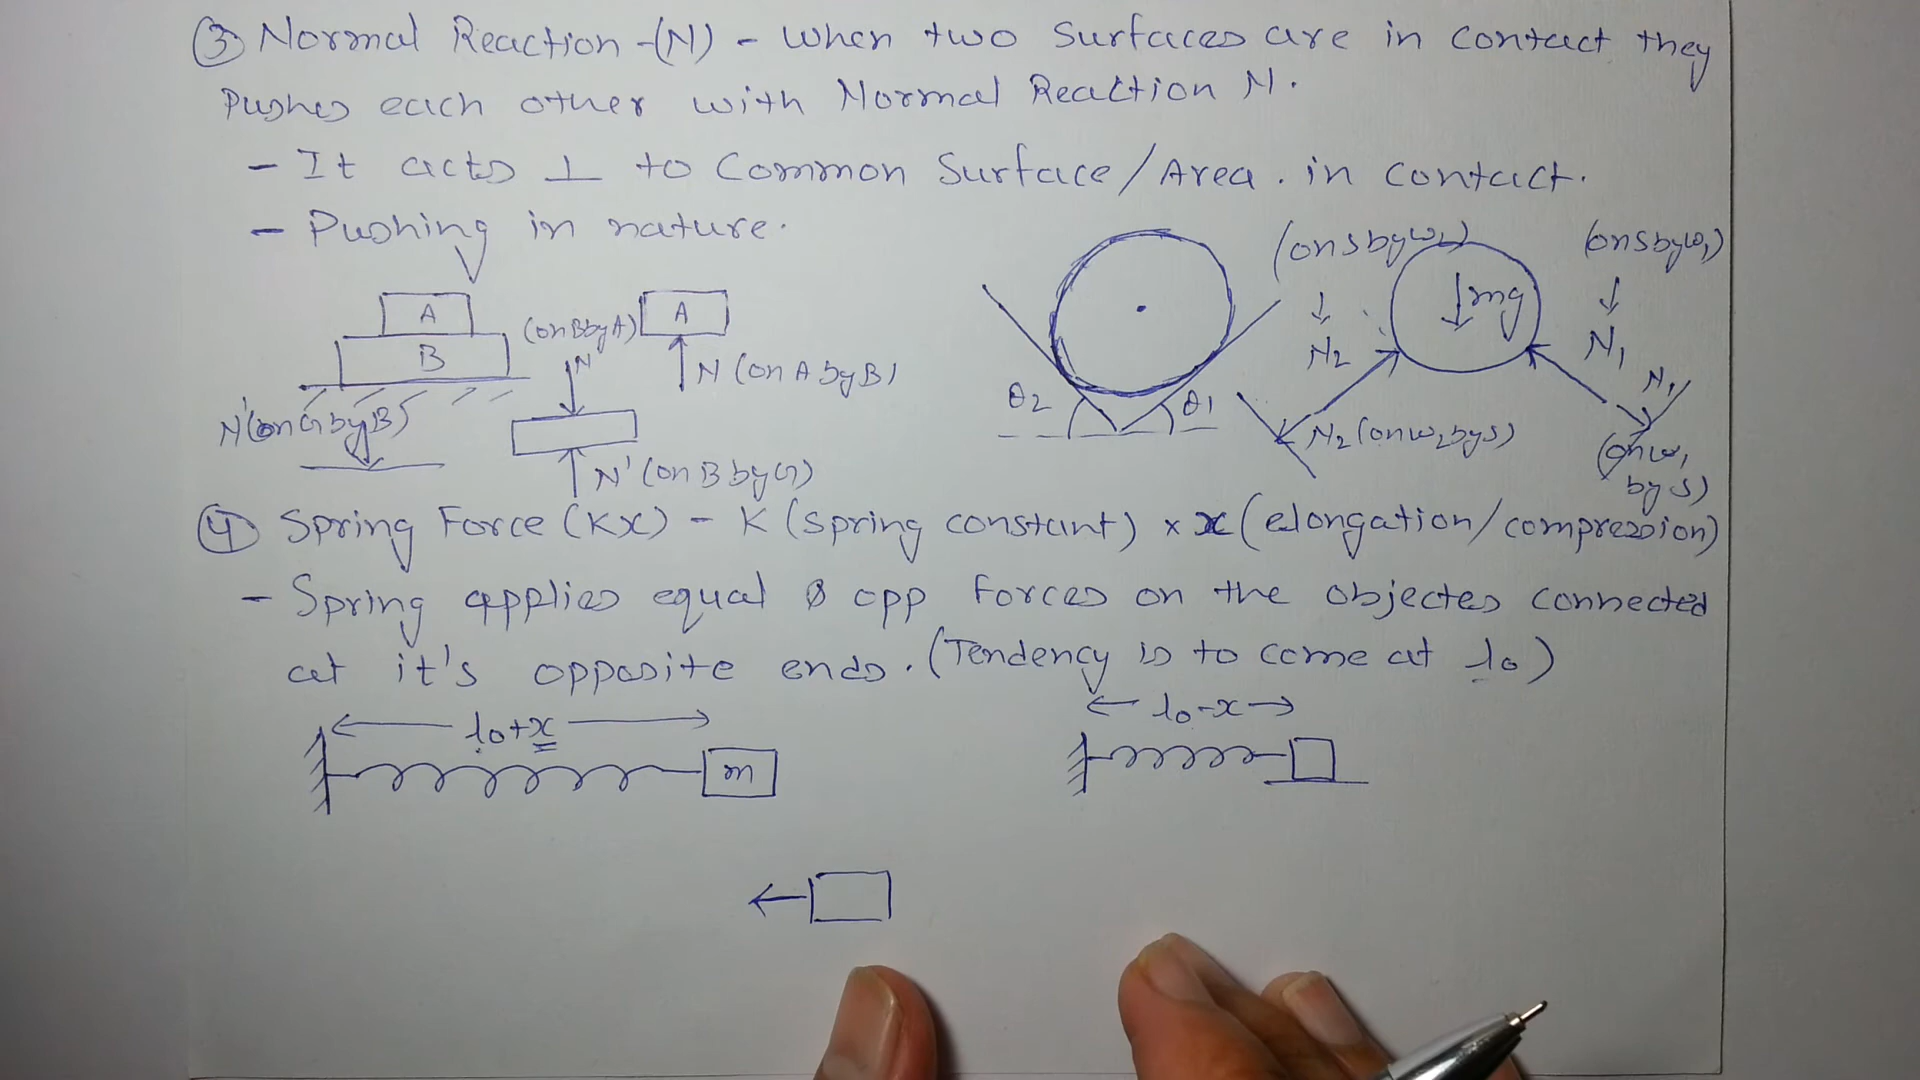 ③ Normal Reaction -(N) - When two surfaces are in contact they
Pushes each other with Normal Reaction N.
- It acts ⊥ to Common Surface/Area. in contact.
- Pushing in nature.
A
B
N'(on G by B)
(on B by A)
N
N'(on B by G)
A
N (on A by B)
θ2
θ1
(on S by W2)
N2
mg
(on S by W1)
N1
N1
N2 (on W2 by S)
(on W1
by S)
④ Spring Force (Kx) - K (spring constant) × x (elongation/compression)
- Spring applies equal & opp Forces on the objectes connected
at it's opposite ends. (Tendency is to come at l0)
l0+x
m
l0-x